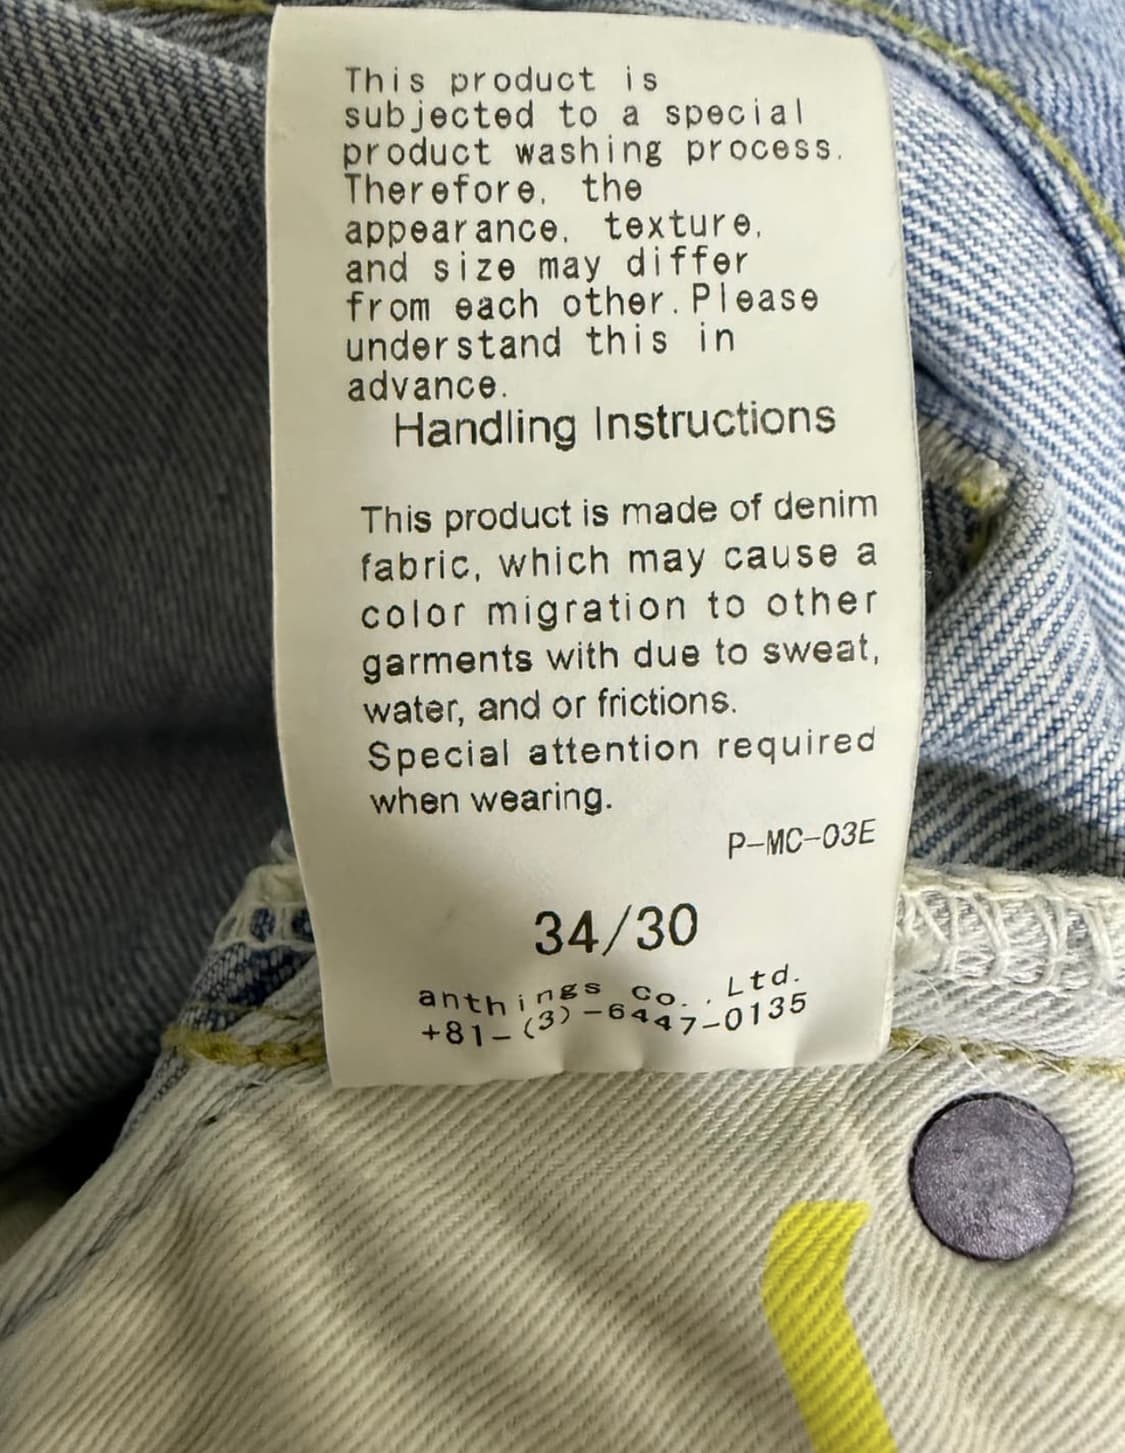 This product is
subjected to a special
product washing process.
Therefore, the
appearance, texture,
and size may differ
from each other.Please
understand this in
advance.
Handling Instructions
This product is made of denim
fabric, which may cause a
color migration to other
garments with due to sweat,
water, and or frictions.
Special attention required
when wearing.
P-MC-03E
34/30
anthings Co., Ltd.
+81-(3)-6447-0135